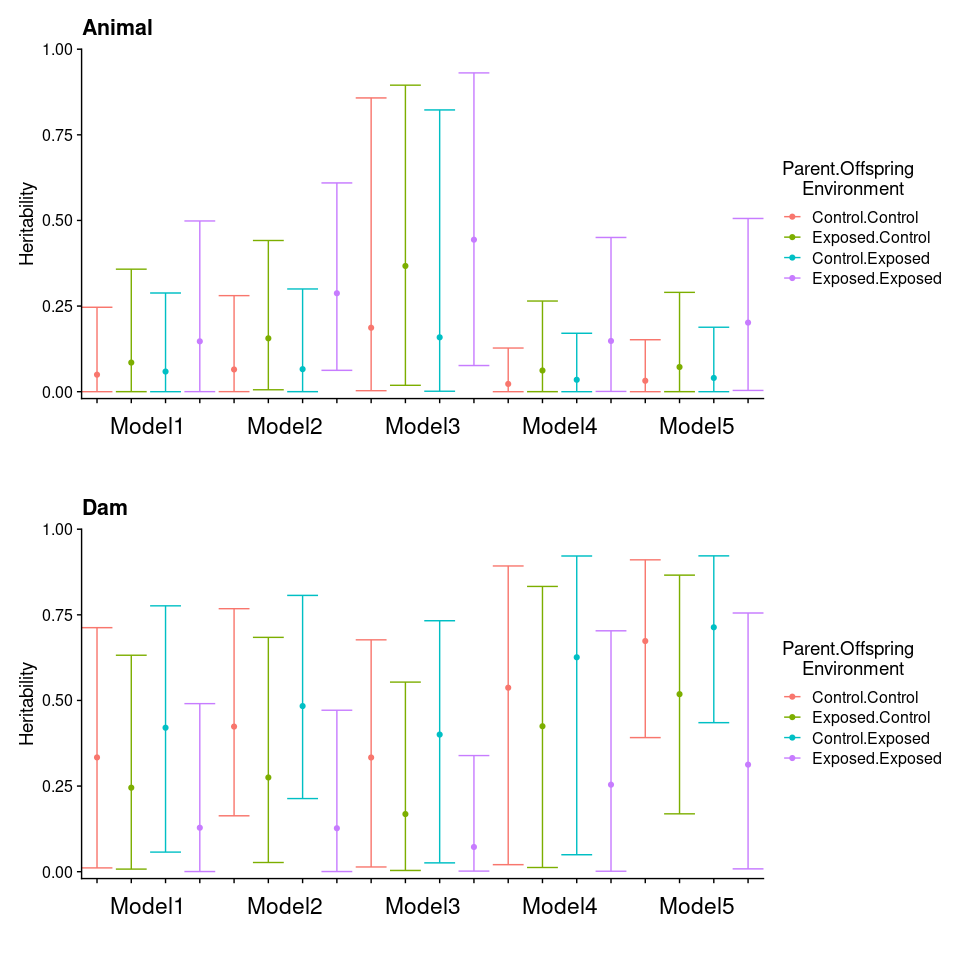 Animal
1.00
0.75
0.50
0.25
0.00
Heritability
Model1 Model2 Model3 Model4 Model5
Parent.Offspring
Environment
Control.Control
Exposed.Control
Control.Exposed
Exposed.Exposed
Dam
1.00
0.75
0.50
0.25
0.00
Heritability
Model1 Model2 Model3 Model4 Model5
Parent.Offspring
Environment
Control.Control
Exposed.Control
Control.Exposed
Exposed.Exposed